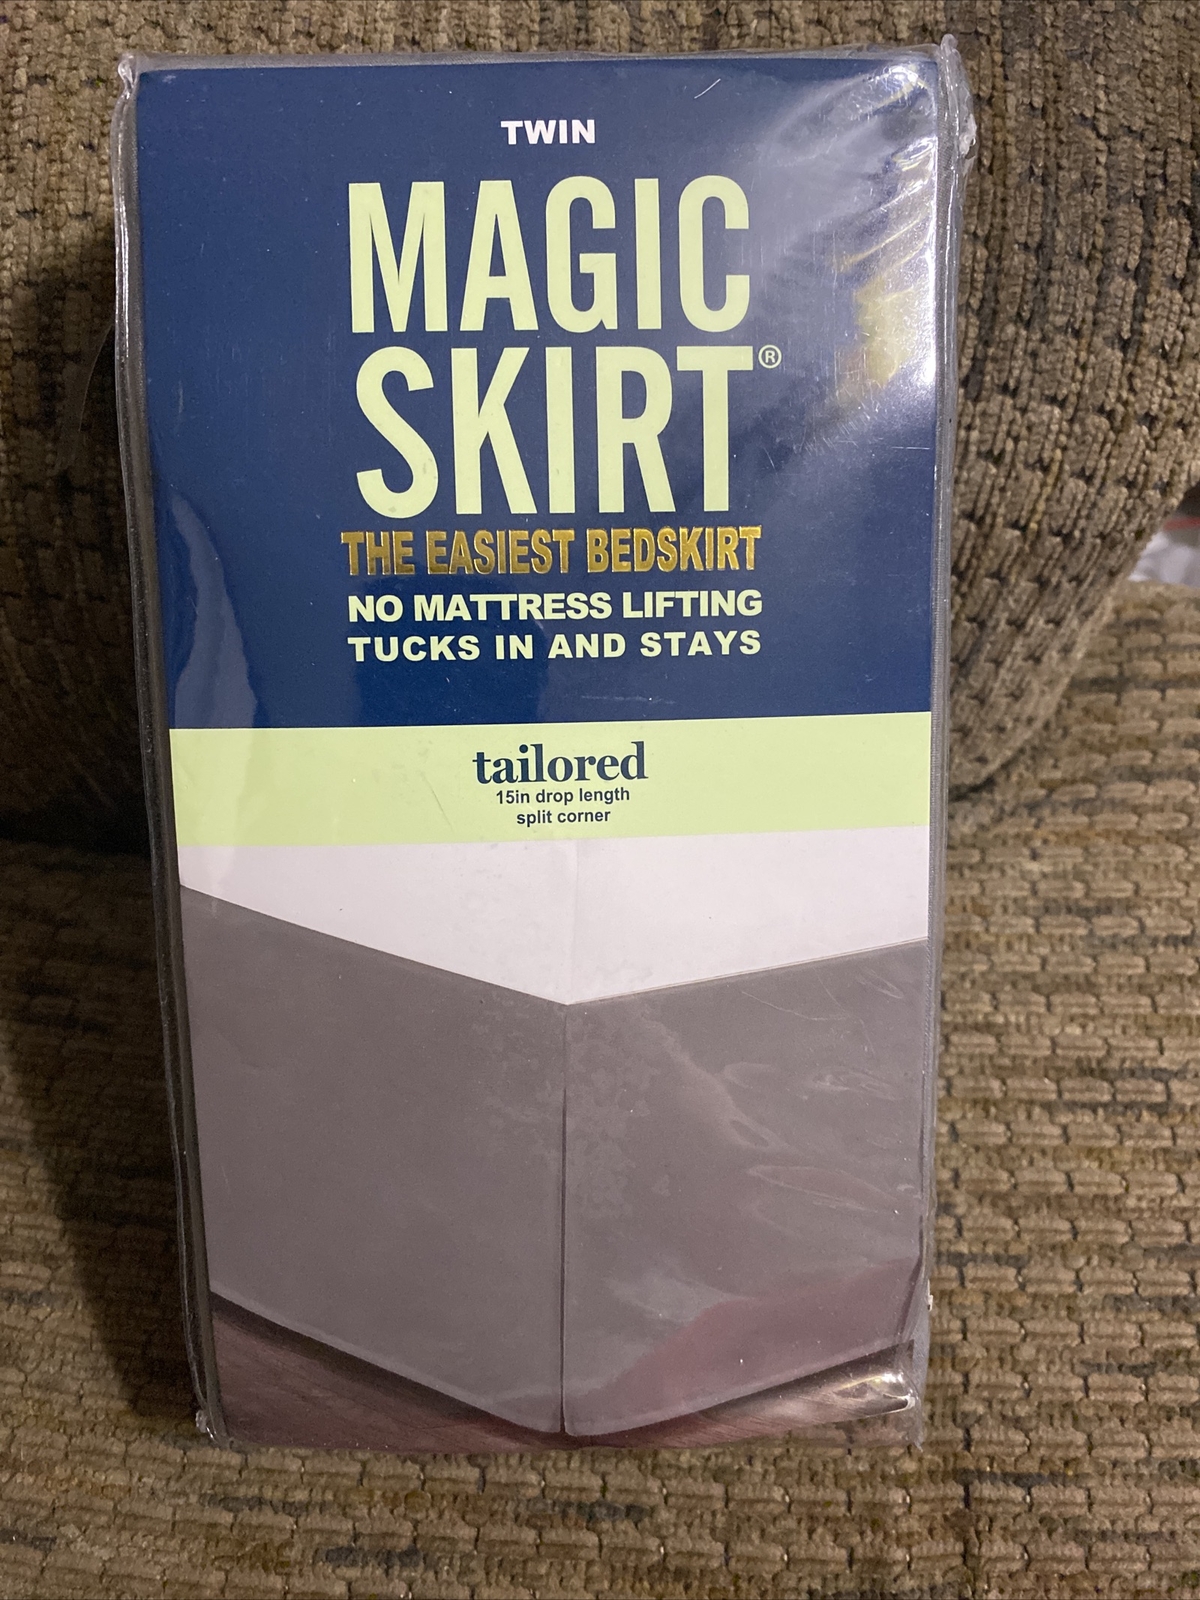 TWIN
MAGIC
SKIRT®
THE EASIEST BEDSKIRT
NO MATTRESS LIFTING
TUCKS IN AND STAYS
tailored
15in drop length
split corner